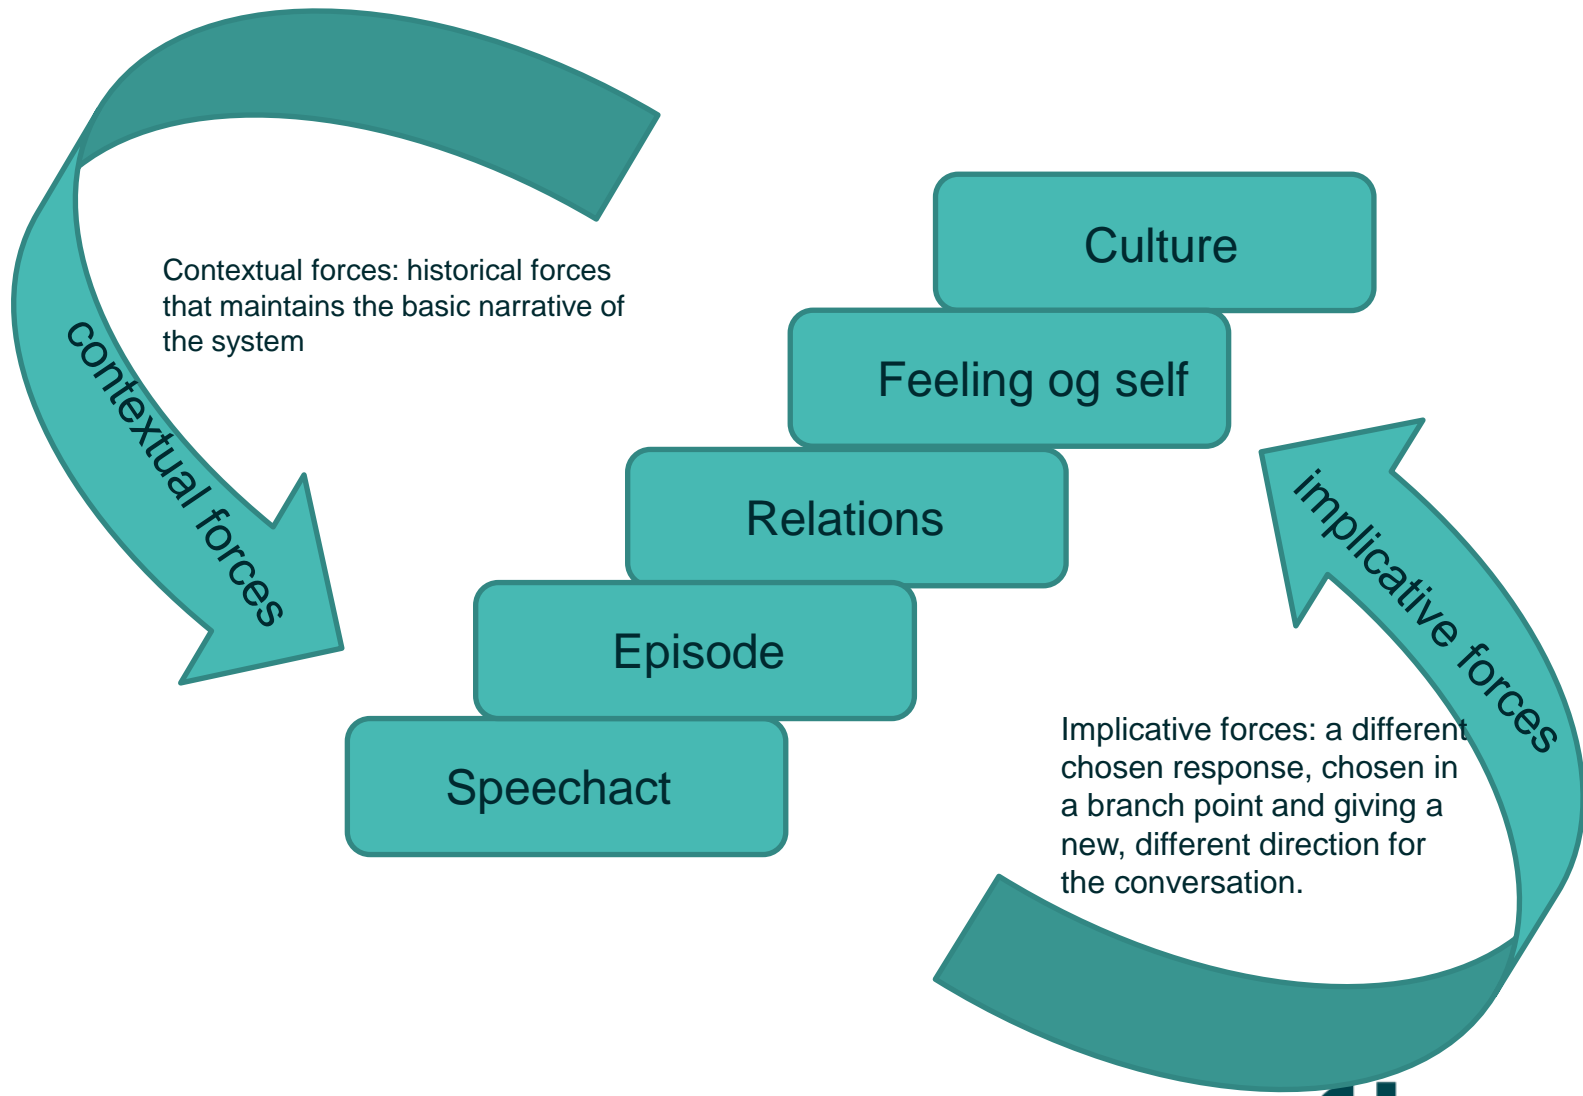 Contextual forces: historical forces
that maintains the basic narrative of
the system
contextual forces
Culture
Feeling og self
Relations
Episode
Speechact
implicative forces
Implicative forces: a different
chosen response, chosen in
a branch point and giving a
new, different direction for
the conversation.